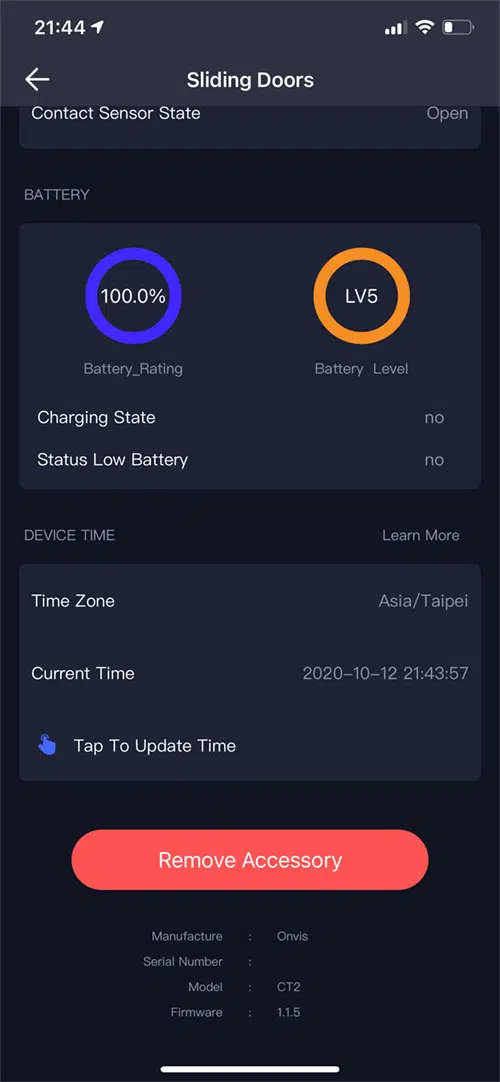 21:44
Sliding Doors
Contact Sensor State Open
BATTERY
100.0% LV5
Battery_Rating Battery Level
Charging State no
Status Low Battery no
DEVICE TIME Learn More
Time Zone Asia/Taipei
Current Time 2020-10-12 21:43:57
Tap To Update Time
Remove Accessory
Manufacture : Onvis
Serial Number :
Model : CT2
Firmware : 1.1.5